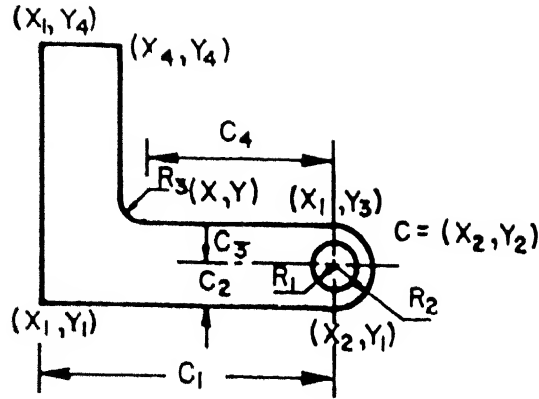 (X₁, Y₄)
(X₄, Y₄)
C₄
R₃ (X, Y)
(X₁, Y₃)
C = (X₂, Y₂)
C₃
C₂
R₁
R₂
(X₁, Y₁)
(X₂, Y₁)
C₁